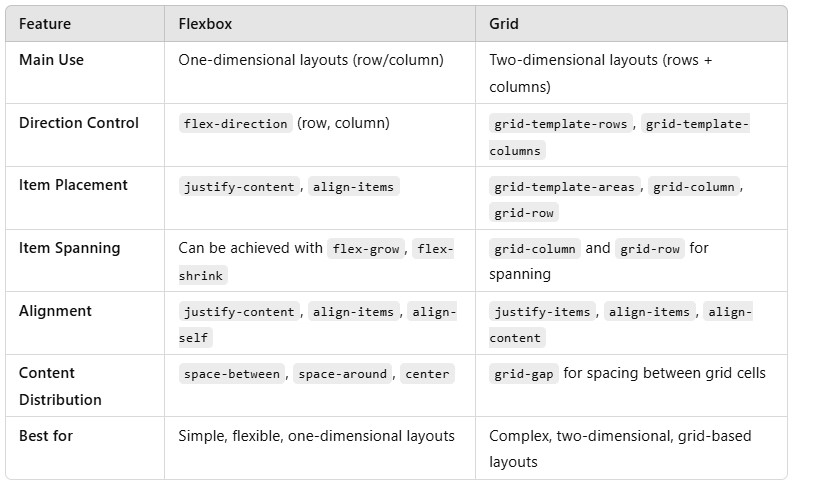 Feature Flexbox Grid
Main Use One-dimensional layouts (row/column) Two-dimensional layouts (rows +
columns)
Direction Control flex-direction (row, column) grid-template-rows, grid-template-
columns
Item Placement justify-content, align-items grid-template-areas, grid-column,
grid-row
Item Spanning Can be achieved with flex-grow, flex- grid-column and grid-row for
shrink spanning
Alignment justify-content, align-items, align- justify-items, align-items, align-
self content
Content space-between, space-around, center grid-gap for spacing between grid cells
Distribution
Best for Simple, flexible, one-dimensional layouts Complex, two-dimensional, grid-based
layouts